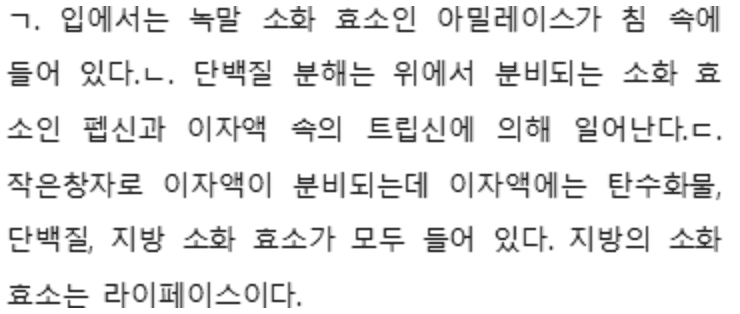 ㄱ. 입에서는 녹말 소화 효소인 아밀레이스가 침 속에
들어 있다.ㄴ. 단백질 분해는 위에서 분비되는 소화 효
소인 펩신과 이자액 속의 트립신에 의해 일어난다.ㄷ.
작은창자로 이자액이 분비되는데 이자액에는 탄수화물,
단백질, 지방 소화 효소가 모두 들어 있다. 지방의 소화
효소는 라이페이스이다.